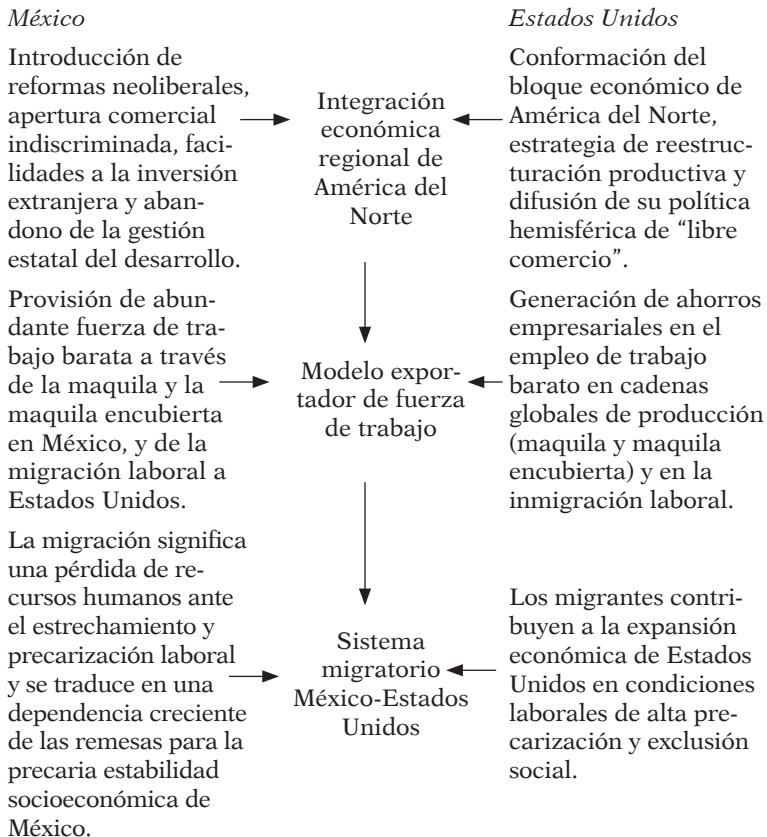 México
Introducción de
reformas neoliberales,
apertura comercial
indiscriminada, faci-
lidades a la inversión
extranjera y aban-
dono de la gestión
estatal del desarrollo.
Integración
económica
regional de
América del
Norte
Estados Unidos
Conformación del
bloque económico de
América del Norte,
estrategia de reestruc-
turación productiva y
difusión de su política
hemisférica de “libre
comercio”.
Provisión de abun-
dante fuerza de tra-
bajo barata a través
de la maquila y la
maquila encubierta
en México, y de la
migración laboral a
Estados Unidos.
Modelo expor-
tador de fuerza
de trabajo
Generación de ahorros
empresariales en el
empleo de trabajo
barato en cadenas
globales de producción
(maquila y maquila
encubierta) y en la
inmigración laboral.
La migración significa
una pérdida de re-
cursos humanos ante
el estrechamiento y
precarización laboral
y se traduce en una
dependencia creciente
de las remesas para la
precaria estabilidad
socioeconómica de
México.
Sistema
migratorio
México-Estados
Unidos
Los migrantes contri-
buyen a la expansión
económica de Estados
Unidos en condiciones
laborales de alta pre-
carización y exclusión
social.